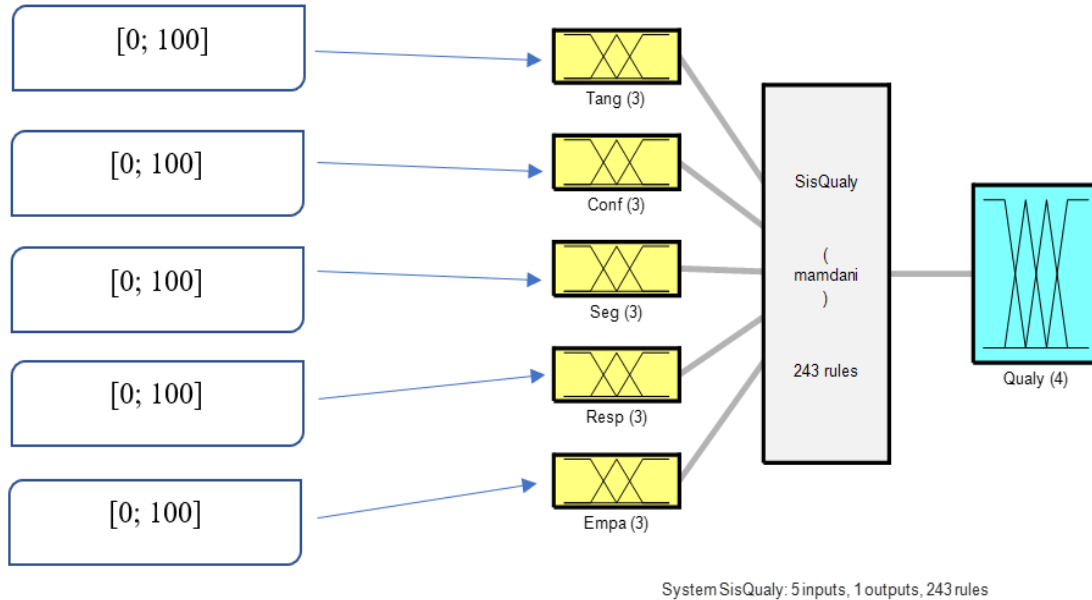 [0; 100]
Tang (3)
[0; 100]
Conf (3)
[0; 100]
Seg (3)
[0; 100]
Resp (3)
[0; 100]
Empa (3)
SisQualy
(
mamdani
)
243 rules
Qualy (4)
System SisQualy: 5 inputs, 1 outputs, 243 rules